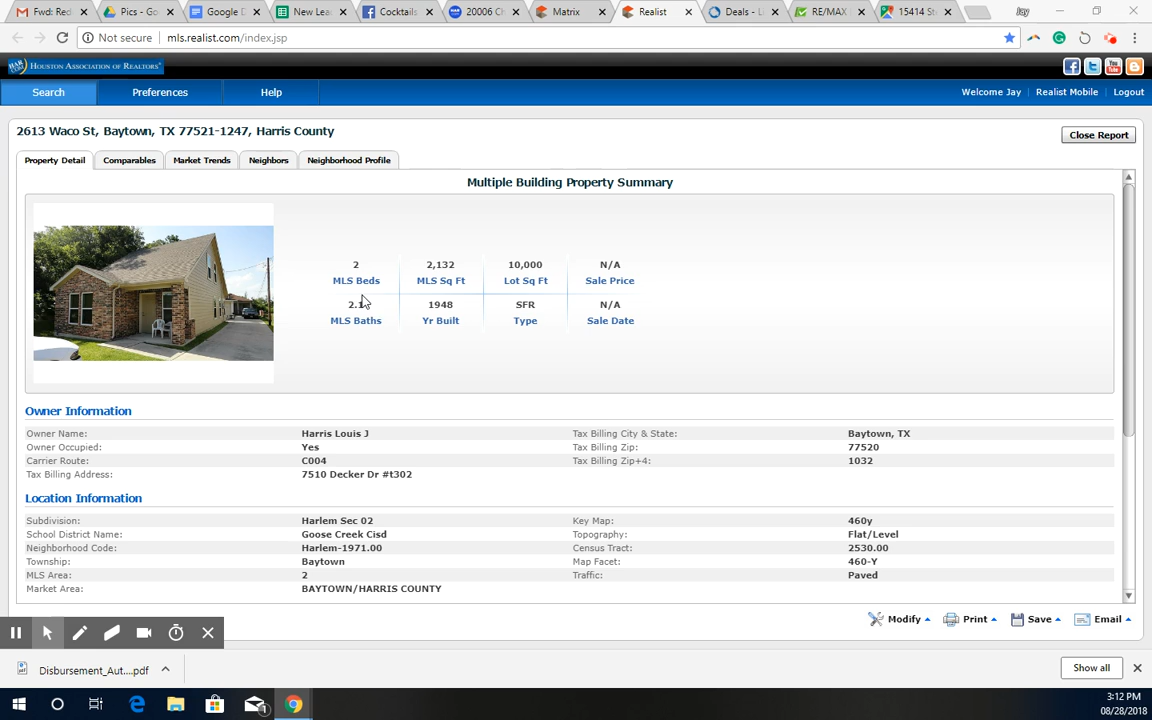 Fwd: Red
Pics - Go
Google D
New Lea
Cocktails
20006 C
Matrix
Realist
Deals - Li
RE/MAX
15414 St
Jay
Not secure | mls.realist.com/index.jsp
HOUSTON ASSOCIATION OF REALTORS
Search Preferences Help Welcome Jay | Realist Mobile | Logout
2613 Waco St, Baytown, TX 77521-1247, Harris County
Close Report
Property Detail Comparables Market Trends Neighbors Neighborhood Profile
Multiple Building Property Summary
2 2,132 10,000 N/A
MLS Beds MLS Sq Ft Lot Sq Ft Sale Price
1948 SFR N/A
MLS Baths Yr Built Type Sale Date
Owner Information
Owner Name: Harris Louis J Tax Billing City & State: Baytown, TX
Owner Occupied: Yes Tax Billing Zip: 77520
Carrier Route: C004 Tax Billing Zip+4: 1032
Tax Billing Address: 7510 Decker Dr #t302
Location Information
Subdivision: Harlem Sec 02 Key Map: 460y
School District Name: Goose Creek Cisd Topography: Flat/Level
Neighborhood Code: Harlem-1971.00 Census Tract: 2530.00
Township: Baytown Map Facet: 460-Y
MLS Area: 2 Traffic: Paved
Market Area: BAYTOWN/HARRIS COUNTY
Modify Print Save Email
Disbursement_Aut....pdf
Show all
3:12 PM
08/28/2018